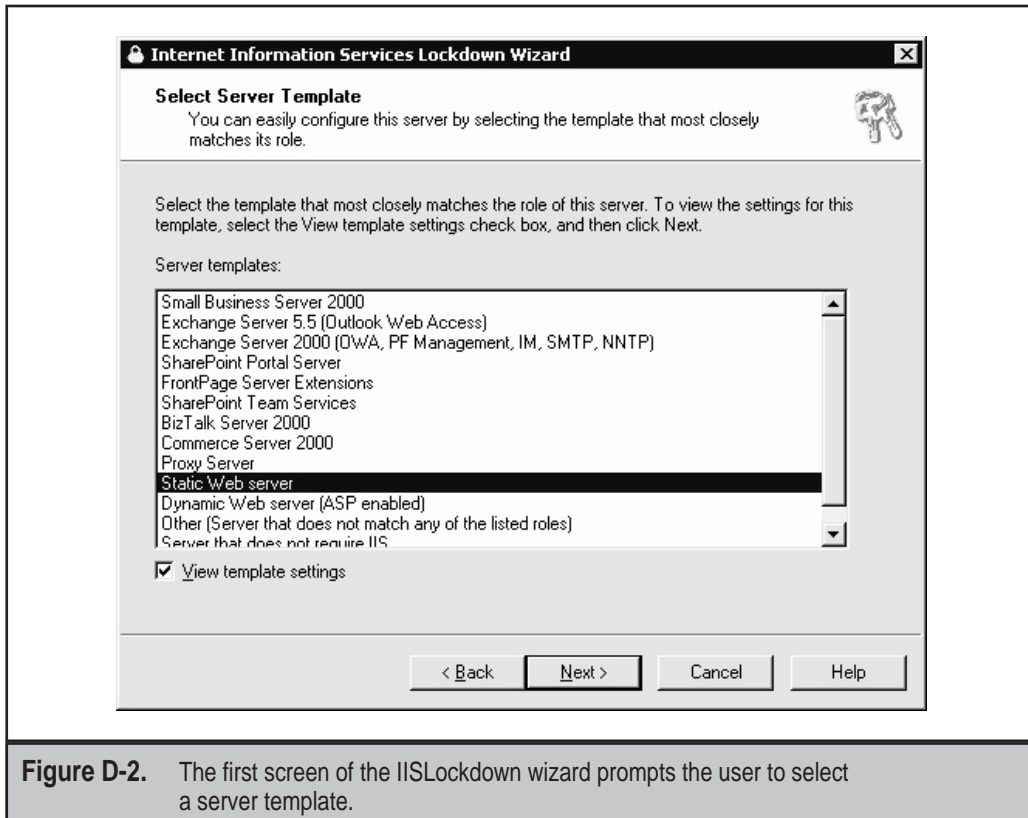 Internet Information Services Lockdown Wizard
Select Server Template
You can easily configure this server by selecting the template that most closely
matches its role.
Select the template that most closely matches the role of this server. To view the settings for this
template, select the View template settings check box, and then click Next.
Server templates:
Small Business Server 2000
Exchange Server 5.5 (Outlook Web Access)
Exchange Server 2000 (OWA, PF Management, IM, SMTP, NNTP)
SharePoint Portal Server
FrontPage Server Extensions
SharePoint Team Services
BizTalk Server 2000
Commerce Server 2000
Proxy Server
Static Web server
Dynamic Web server (ASP enabled)
Other (Server that does not match any of the listed roles)
Server that does not require IIS
View template settings
< Back Next > Cancel Help
Figure D-2. The first screen of the IISLockdown wizard prompts the user to select
a server template.